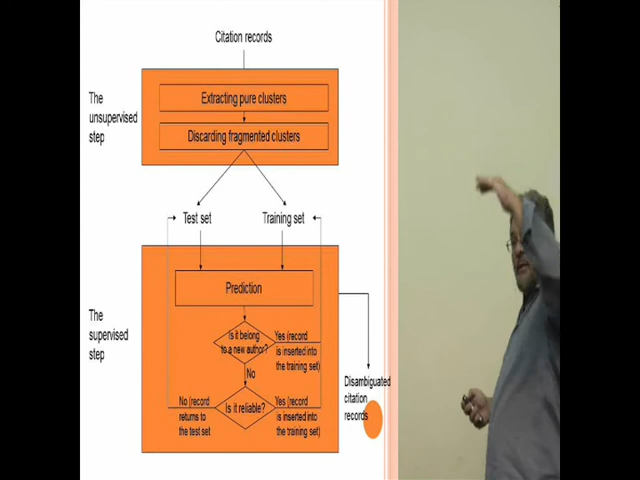 Citation records
The
unsupervised
step
Extracting pure clusters
Discarding fragmented clusters
Test set
Training set
The
supervised
step
Prediction
Is it belong
to a new author?
Yes (record
is inserted into
the training set)
No
Is it reliable?
No (record
returns to
the test set
Yes (record
is inserted into
the training set)
Disambiguated
citation
records